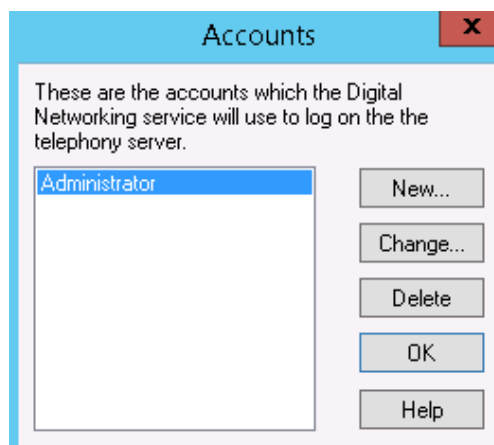 Accounts
X
These are the accounts which the Digital
Networking service will use to log on the the
telephony server.
Administrator
New...
Change...
Delete
OK
Help